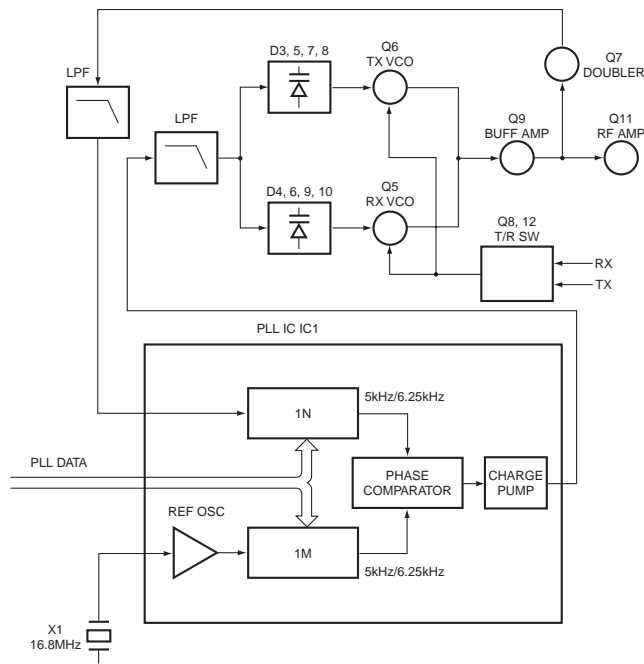 D3, 5, 7, 8
Q6
TX VCO
Q7
DOUBLER
LPF
LPF
Q9
BUFF AMP
Q11
RF AMP
D4, 6, 9, 10
Q5
RX VCO
Q8, 12
T/R SW
RX
TX
PLL IC IC1
5kHz/6.25kHz
1N
PLL DATA
PHASE
COMPARATOR
CHARGE
PUMP
REF OSC
1M
5kHz/6.25kHz
X1
16.8MHz